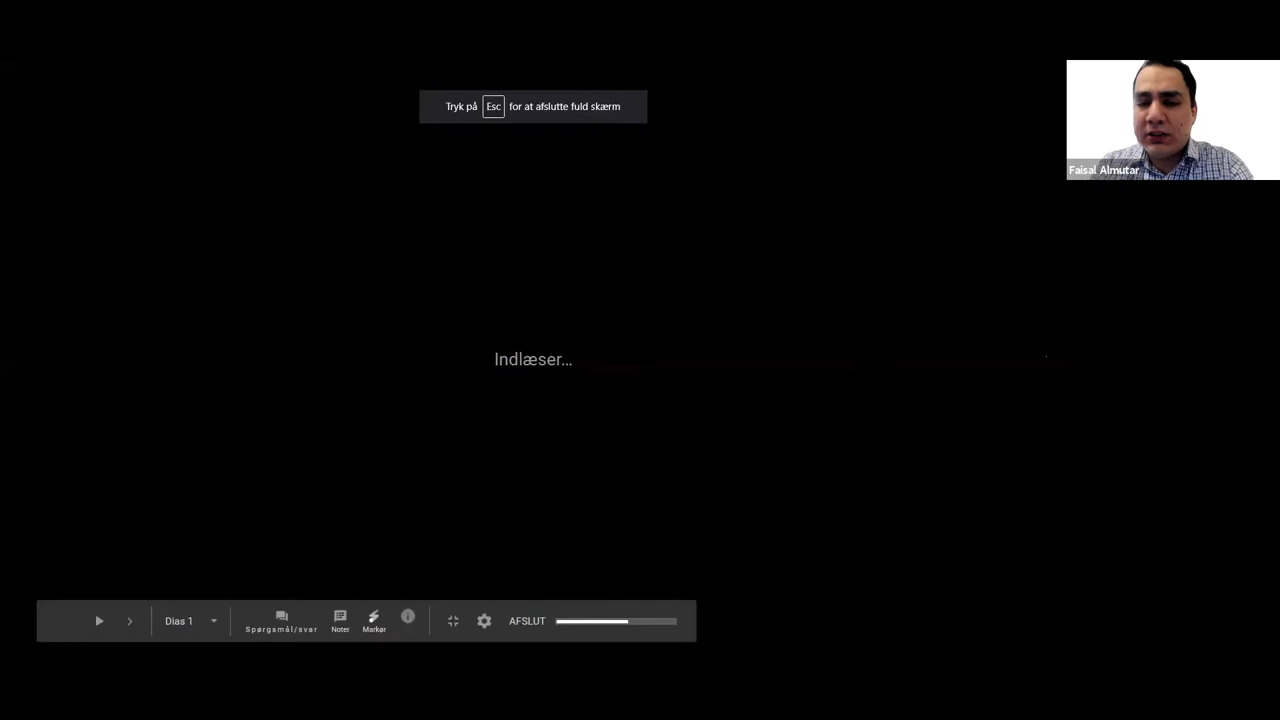 Tryk på Esc for at afslutte fuld skærm
Faisal Almutar
Indlæser...
Dias 1
Spørgsmål/svar
Noter
Markør
AFSLUT